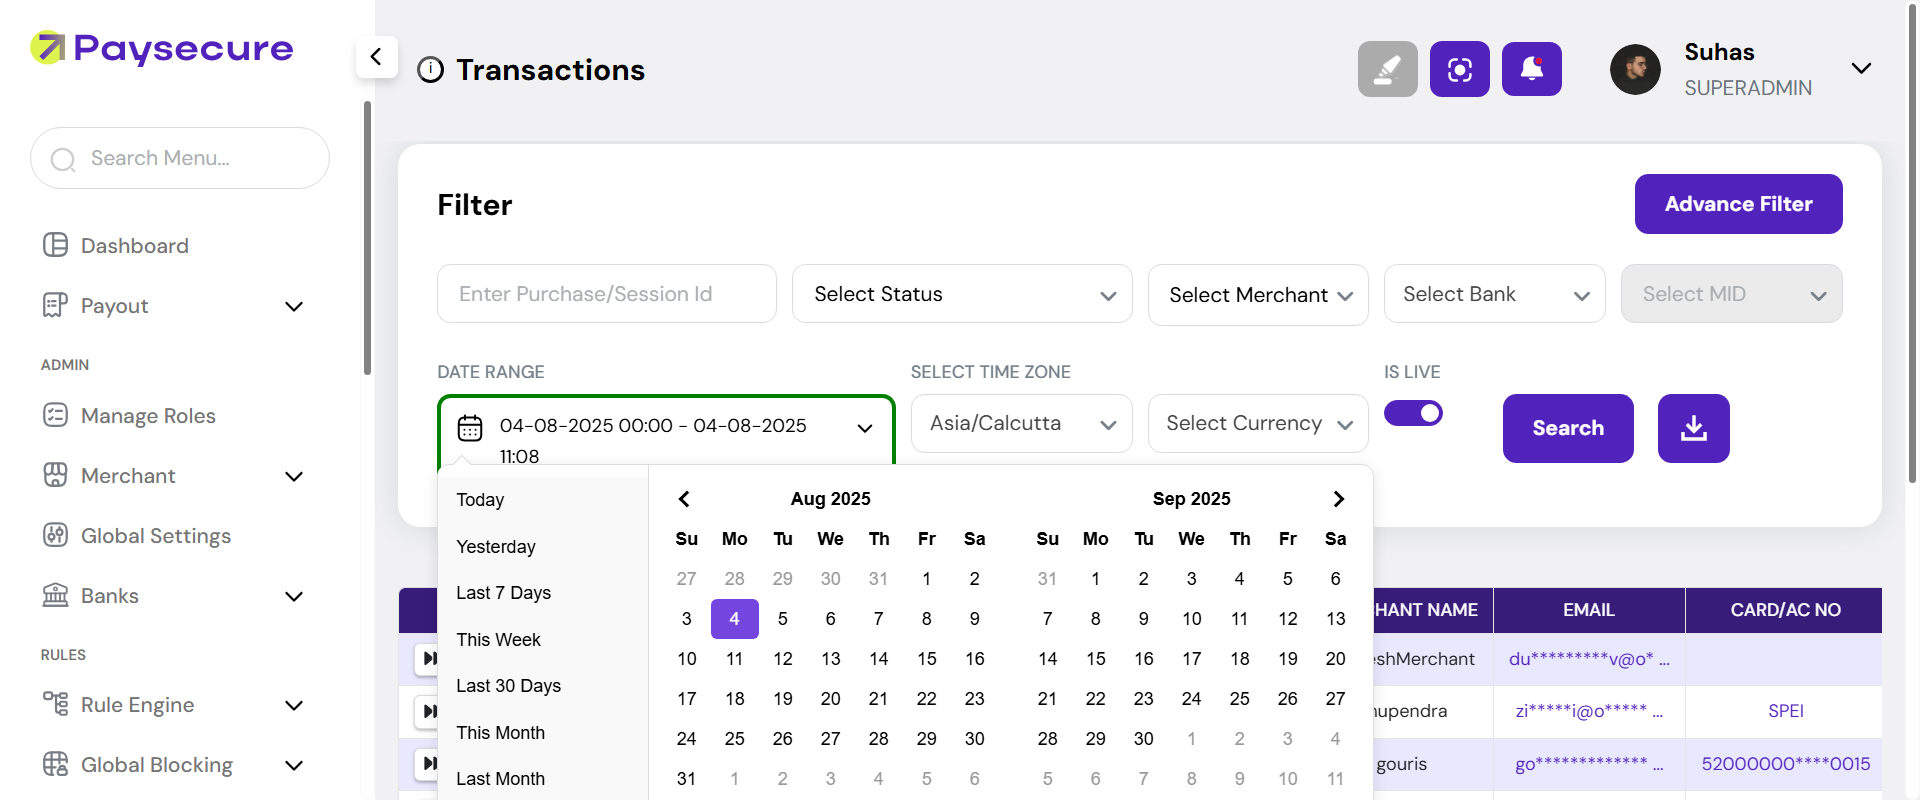 Paysecure
Transactions
Suhas
SUPERADMIN
Search Menu...
Dashboard
Payout
ADMIN
Manage Roles
Merchant
Global Settings
Banks
RULES
Rule Engine
Global Blocking
Filter
Advance Filter
Enter Purchase/Session Id
Select Status
Select Merchant
Select Bank
Select MID
DATE RANGE
SELECT TIME ZONE
IS LIVE
04-08-2025 00:00 - 04-08-2025
11:08
Asia/Calcutta
Select Currency
Search
Today
Yesterday
Last 7 Days
This Week
Last 30 Days
This Month
Last Month
Aug 2025
Su Mo Tu We Th Fr Sa
27 28 29 30 31 1 2
3 4 5 6 7 8 9
10 11 12 13 14 15 16
17 18 19 20 21 22 23
24 25 26 27 28 29 30
31 1 2 3 4 5 6
Sep 2025
Su Mo Tu We Th Fr Sa
31 1 2 3 4 5 6
7 8 9 10 11 12 13
14 15 16 17 18 19 20
21 22 23 24 25 26 27
28 29 30 1 2 3 4
5 6 7 8 9 10 11
HANT NAME EMAIL CARD/AC NO
shMerchant du*********v@o* ...
upendra zi*****i@o***** ... SPEI
gouris go************* ... 52000000****0015